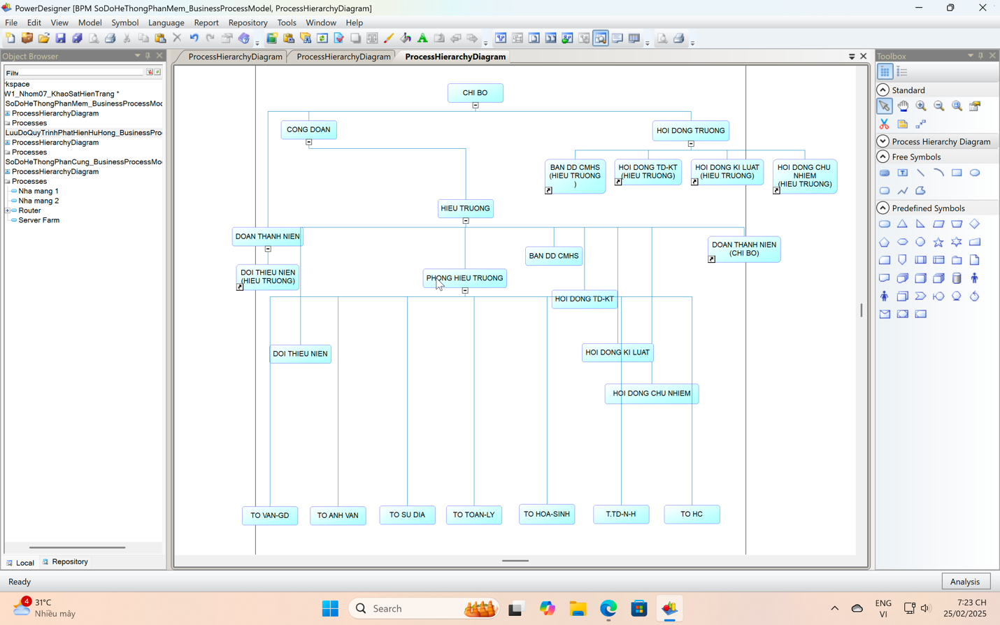 PowerDesigner [BPM SoDoHeThongPhanMem_BusinessProcessModel, ProcessHierarchyDiagram]
File Edit View Model Symbol Language Report Repository Tools Window Help
Object Browser
ProcessHierarchyDiagram ProcessHierarchyDiagram ProcessHierarchyDiagram
Toolbox
kspace
W1_Nhom07_KhaoSatHienTrang *
SoDoHeThongPhanMem_BusinessProcessMod
ProcessHierarchyDiagram
Processes
LuuDoQuyTrinhPhatHienHuHong_BusinessPro
ProcessHierarchyDiagram
Processes
SoDoHeThongPhanCung_BusinessProcessMo
ProcessHierarchyDiagram
Processes
Nha mang 1
Nha mang 2
Router
Server Farm
Local Repository
CHI BO
CONG DOAN
HOI DONG TRUONG
BAN DD CMHS
(HIEU TRUONG
)
HOI DONG TD-KT
(HIEU TRUONG)
HOI DONG KI LUAT
(HIEU TRUONG)
HOI DONG CHU
NHIEM
(HIEU TRUONG)
HIEU TRUONG
DOAN THANH NIEN
DOAN THANH NIEN
(CHI BO)
BAN DD CMHS
DOI THIEU NIEN
(HIEU TRUONG)
PHONG HIEU TRUONG
HOI DONG TD-KT
DOI THIEU NIEN
HOI DONG KI LUAT
HOI DONG CHU NHIEM
TO VAN-GD
TO ANH VAN
TO SU DIA
TO TOAN-LY
TO HOA-SINH
T.TD-N-H
TO HC
Standard
Process Hierarchy Diagram
Free Symbols
Predefined Symbols
Ready
Analysis
4
31°C
Nhiều mây
Search
ENG
VI
7:23 CH
25/02/2025